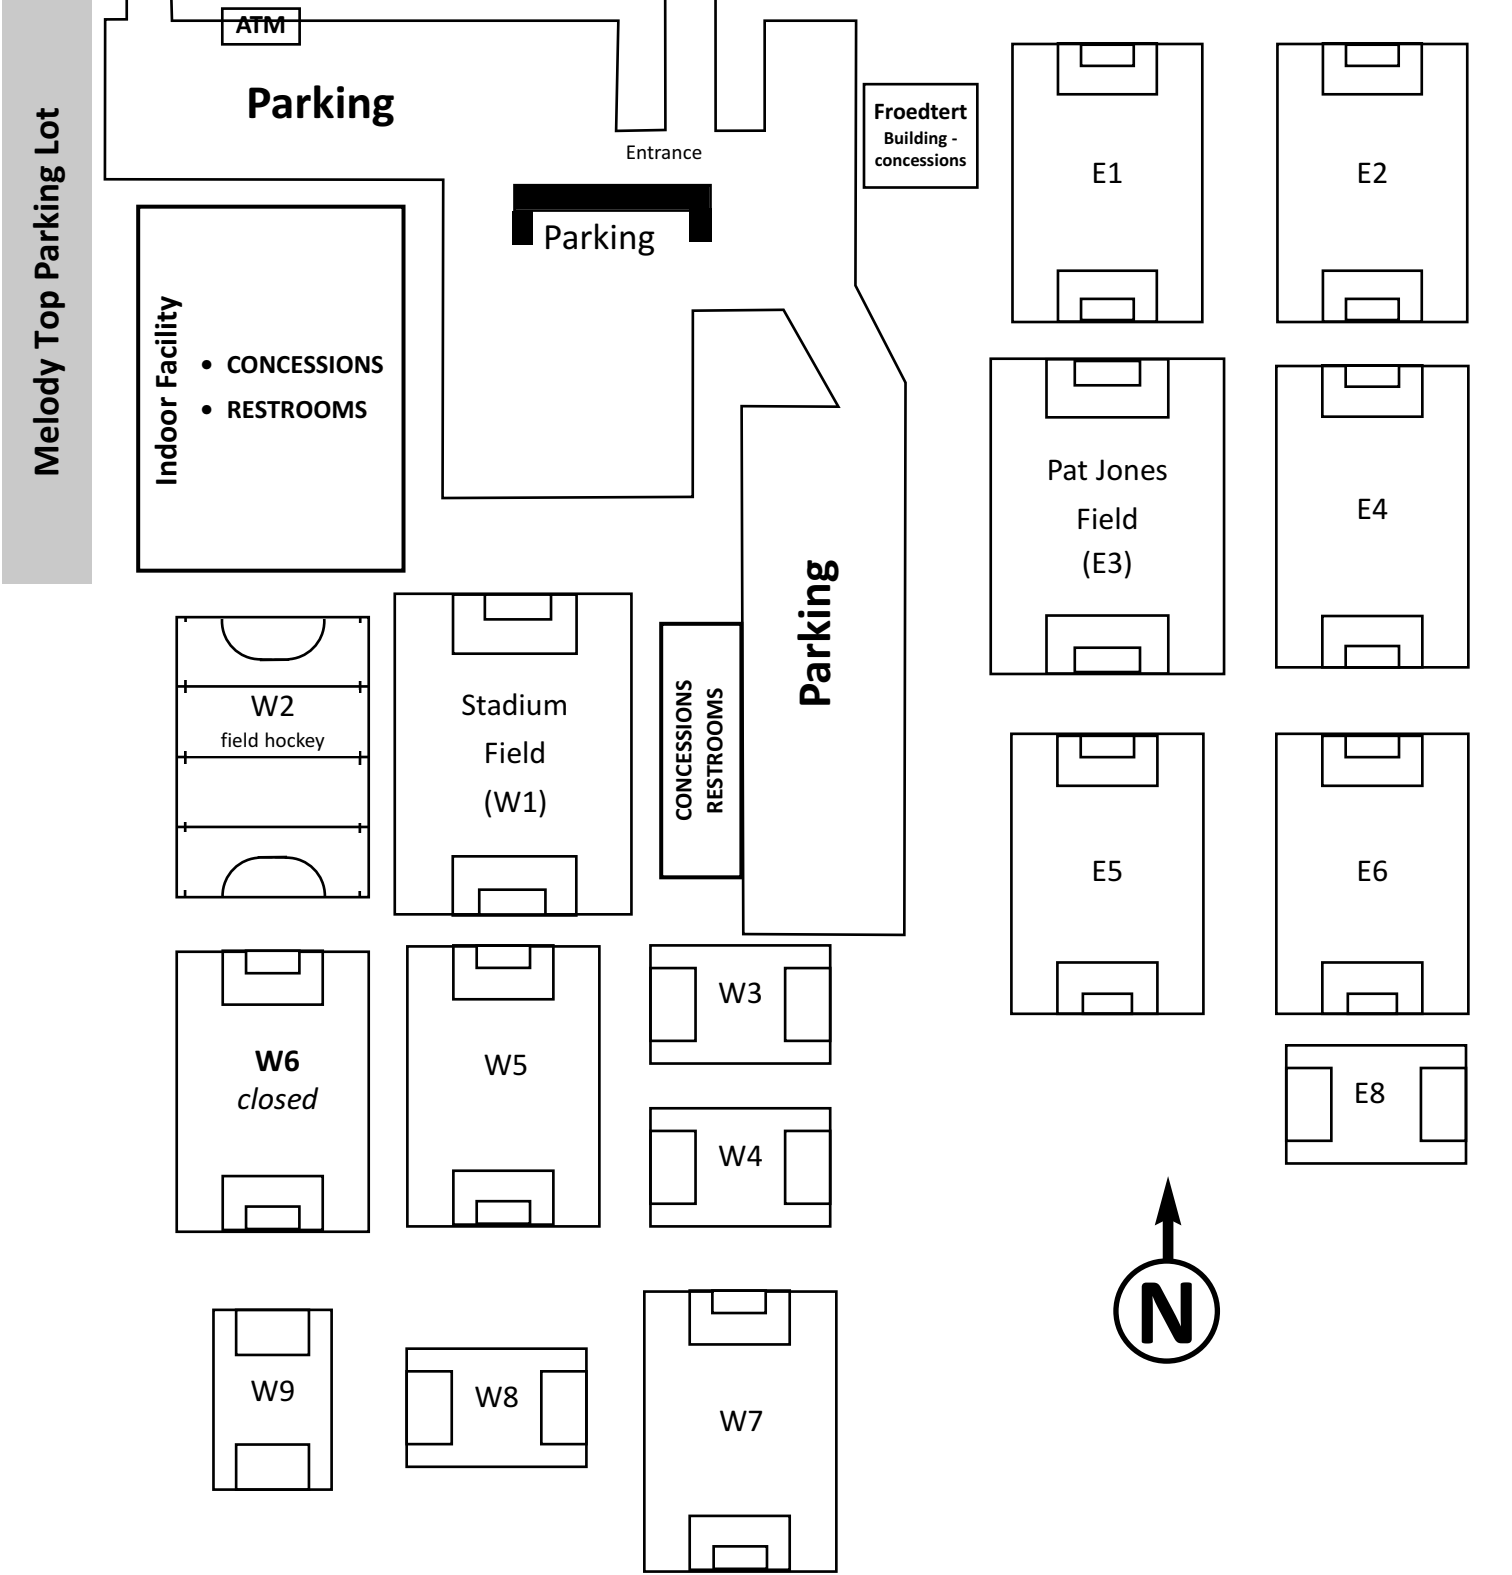 ATM
Parking
Melody Top Parking Lot
Entrance
Parking
Froedtert
Building -
concessions
E1
E2
Indoor Facility
• CONCESSIONS
• RESTROOMS
Pat Jones
Field
(E3)
E4
Parking
W2
field hockey
Stadium
Field
(W1)
CONCESSIONS
RESTROOMS
E5
E6
W6
closed
W5
W3
W4
E8
N
W9
W8
W7